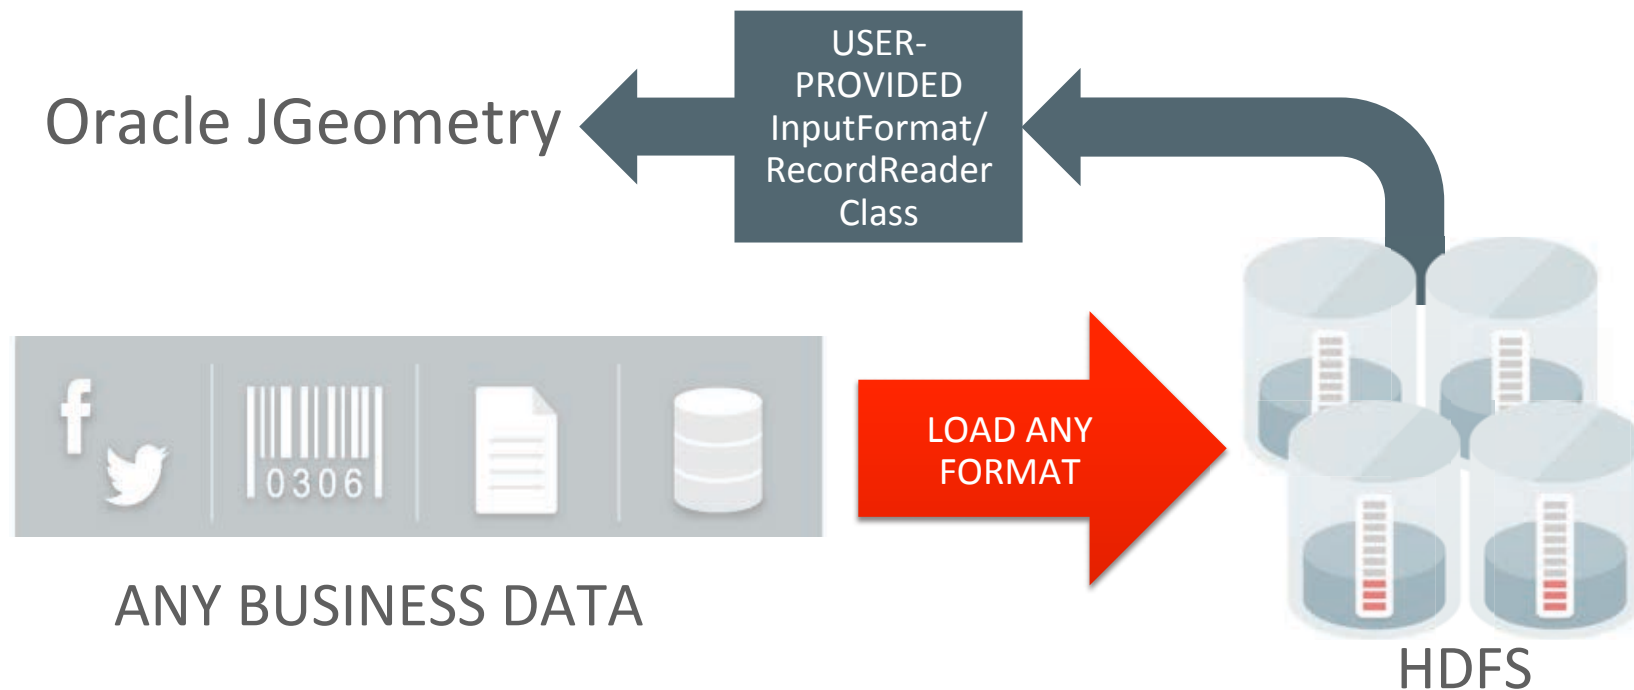 Oracle JGeometry
USER-
PROVIDED
InputFormat/
RecordReader
Class
0306
LOAD ANY
FORMAT
ANY BUSINESS DATA
HDFS